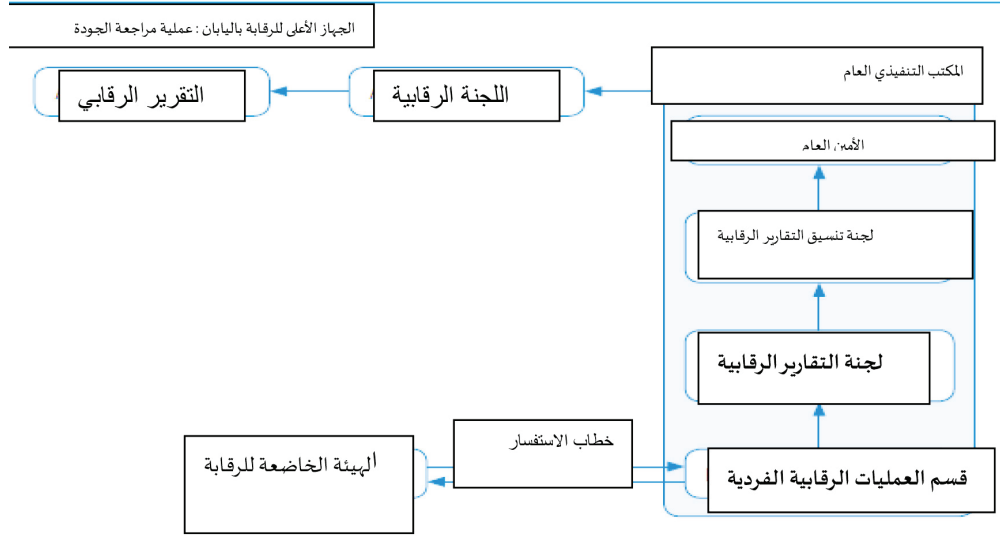 الجهاز الأعلى للرقابة باليابان : عملية مراجعة الجودة
المكتب التنفيذي العام
اللجنة الرقابية
التقرير الرقابي
الأمين العام
لجنة تنسيق التقارير الرقابية
لجنة التقارير الرقابية
خطاب الاستفسار
ألهيئة الخاضعة للرقابة
قسم العمليات الرقابية الفردية